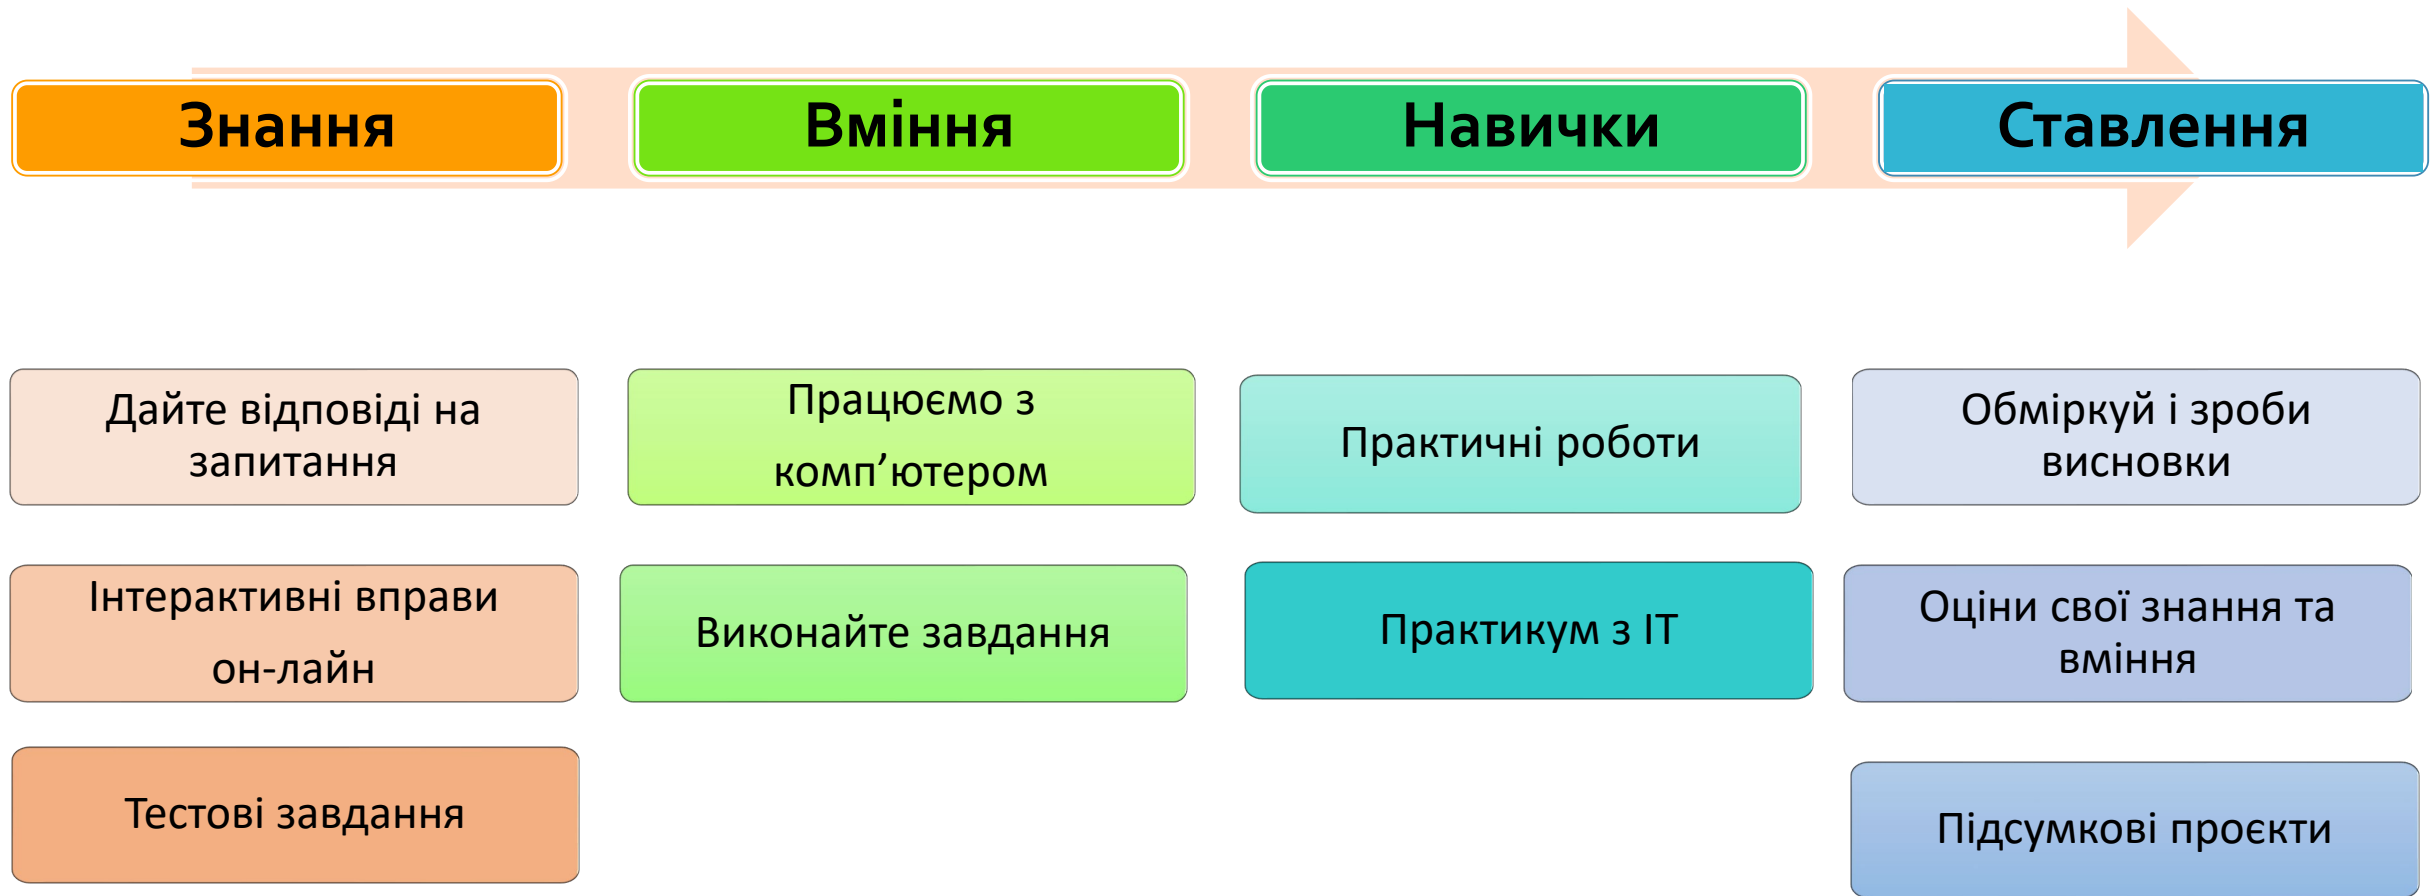 Знання
Вміння
Навички
Ставлення
Дайте відповіді на
запитання
Працюємо з
комп’ютером
Практичні роботи
Обміркуй і зроби
висновки
Інтерактивні вправи
он-лайн
Виконайте завдання
Практикум з ІТ
Оціни свої знання та
вміння
Тестові завдання
Підсумкові проєкти